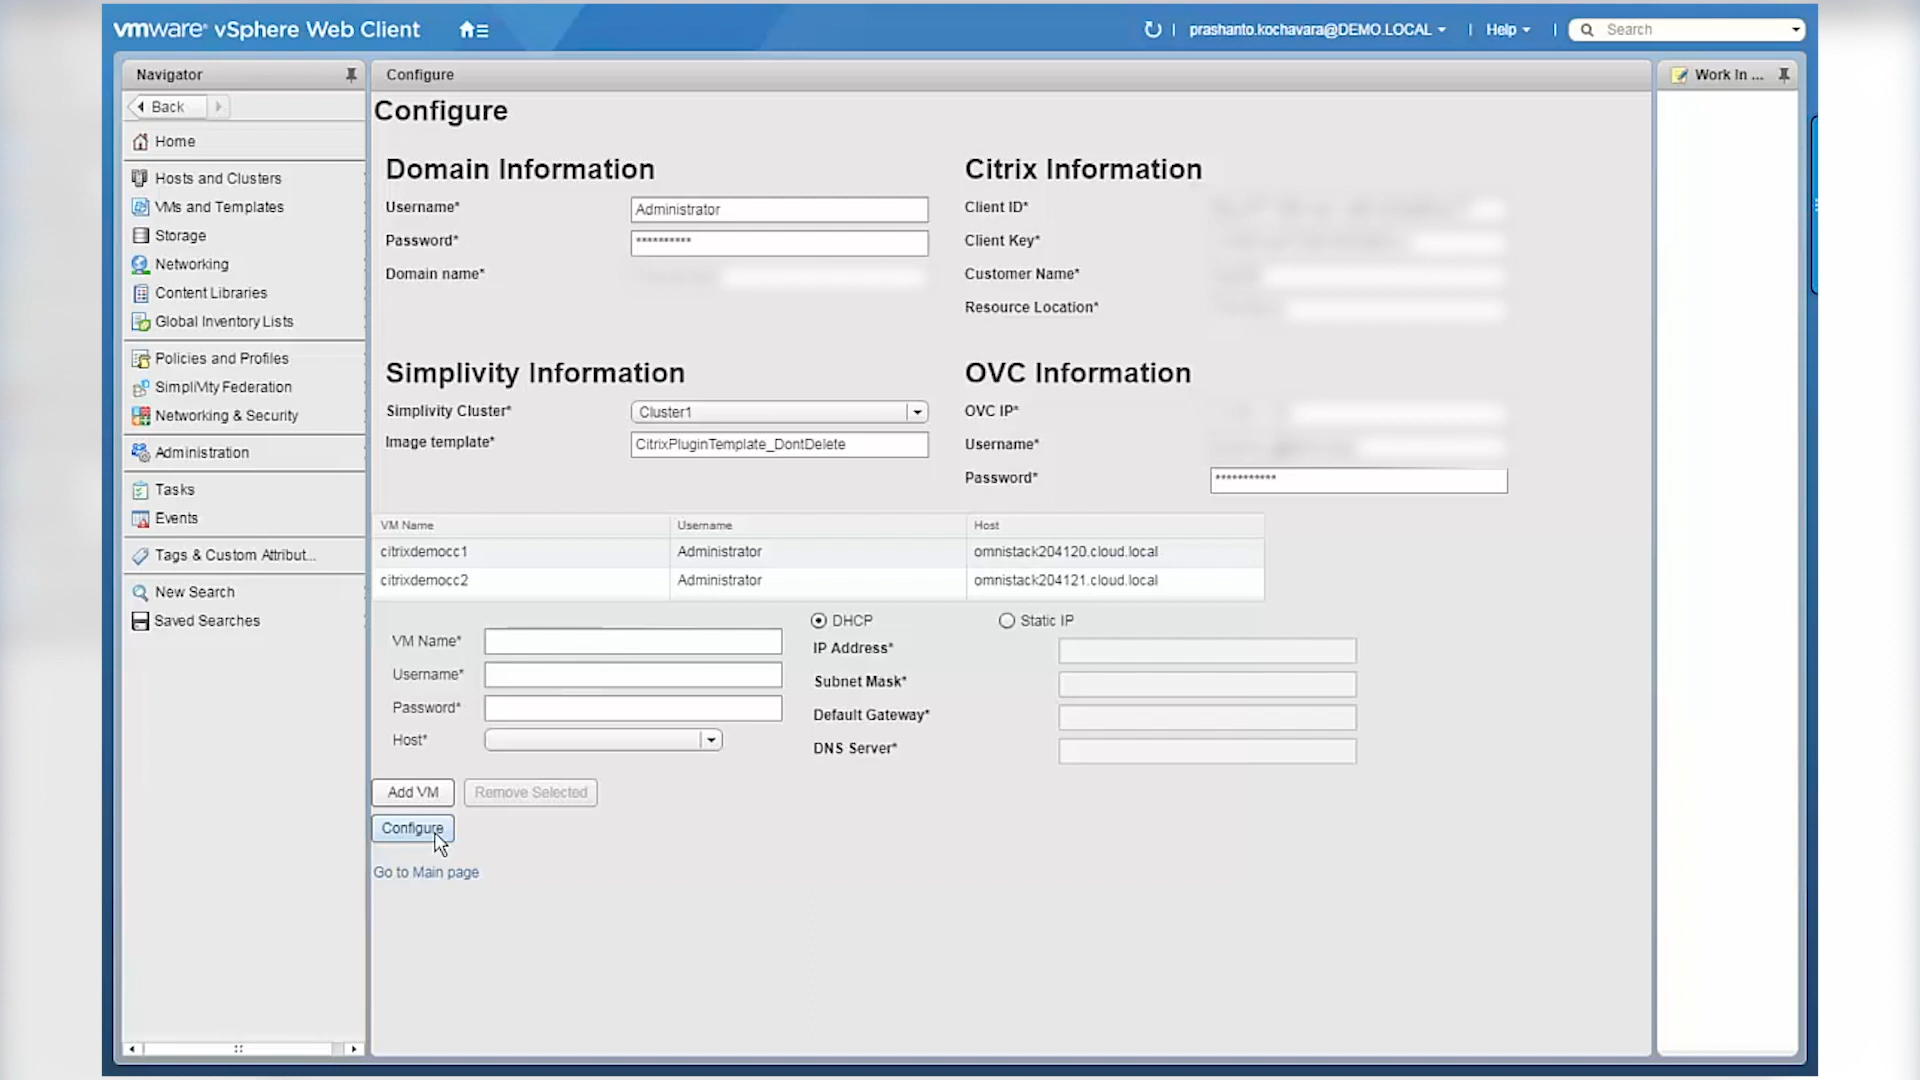 vmware® vSphere Web Client
prashanto.kochavara@DEMO.LOCAL
Help
Search
Navigator
Back
Home
Hosts and Clusters
VMs and Templates
Storage
Networking
Content Libraries
Global Inventory Lists
Policies and Profiles
SimpliVity Federation
Networking & Security
Administration
Tasks
Events
Tags & Custom Attribut...
New Search
Saved Searches
Configure
Configure
Domain Information
Username*
Administrator
Password*
**********
Domain name*
Citrix Information
Client ID*
Client Key*
Customer Name*
Resource Location*
Simplivity Information
Simplivity Cluster*
Cluster1
Image template*
CitrixPluginTemplate_DontDelete
OVC Information
OVC IP*
Username*
Password*
***********
VM Name Username Host
citrixdemocc1 Administrator omnistack204120.cloud.local
citrixdemocc2 Administrator omnistack204121.cloud.local
VM Name*
Username*
Password*
Host*
DHCP
Static IP
IP Address*
Subnet Mask*
Default Gateway*
DNS Server*
Add VM
Remove Selected
Configure
Go to Main page
Work In ...